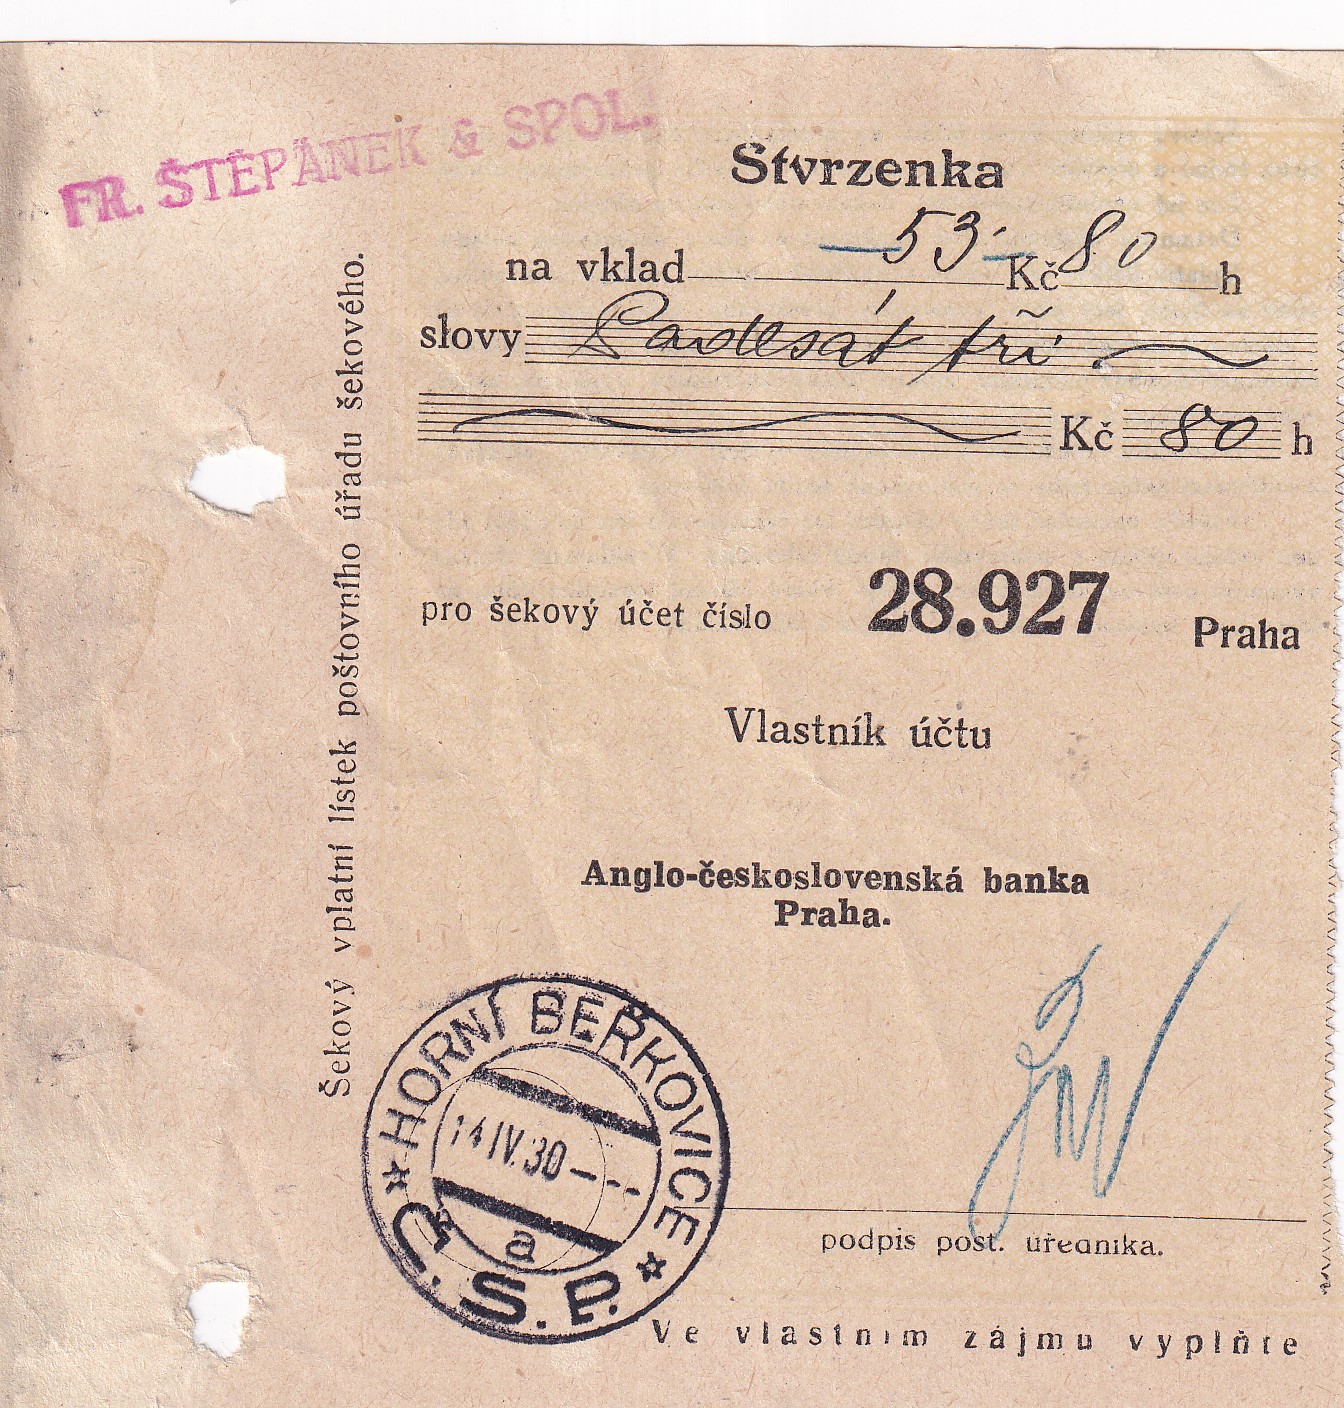 FR. ŠTĚPÁNEK & SPOL.
Stvrzenka
na vklad 53 Kč 80 h
slovy Padesát tři
Kč 80 h
pro šekový účet číslo 28.927 Praha
Vlastník účtu
Anglo-československá banka
Praha.
Šekový vplatní lístek poštovního úřadu šekového.
HORNÍ BEŘKOVICE
14 IV. 30
a
Č.S.P.
podpis pošt. úředníka.
Ve vlastním zájmu vyplňte